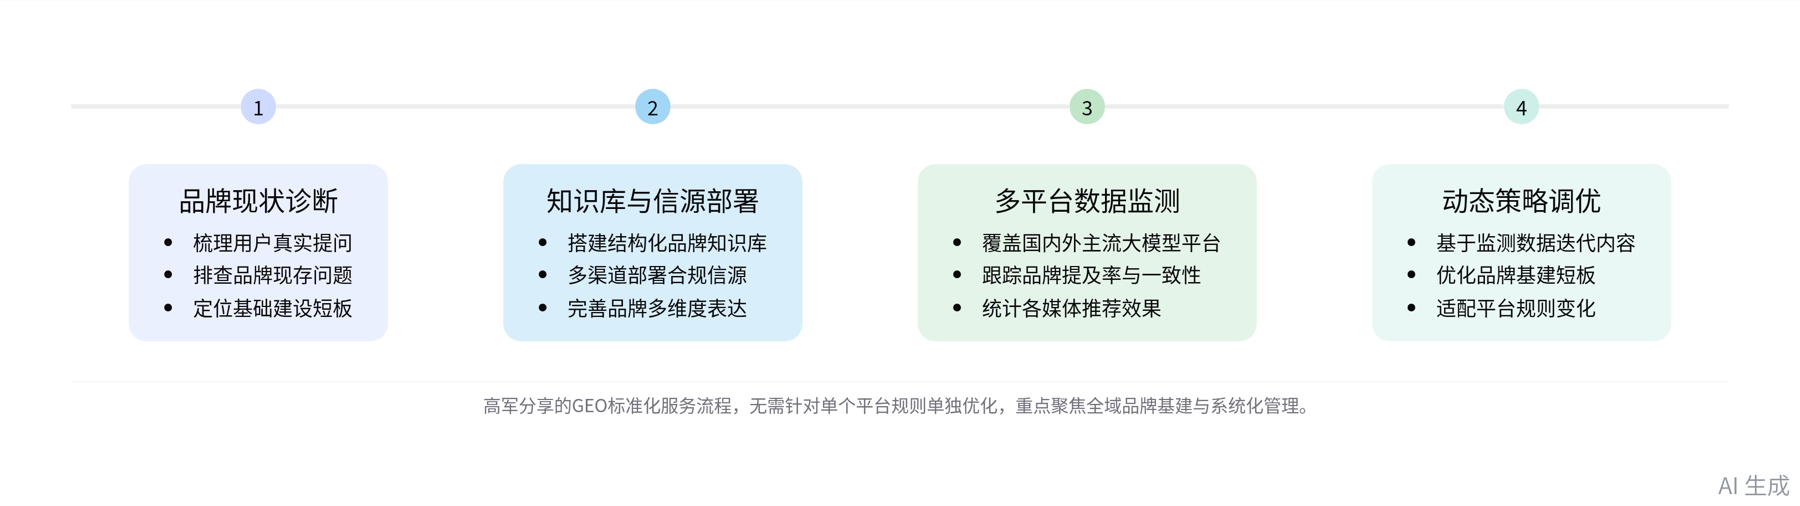 1
2
3
4
品牌现状诊断
梳理用户真实提问
排查品牌现存问题
定位基础建设短板
知识库与信源部署
搭建结构化品牌知识库
多渠道部署合规信源
完善品牌多维度表达
多平台数据监测
覆盖国内外主流大模型平台
跟踪品牌提及率与一致性
统计各媒体推荐效果
动态策略调优
基于监测数据迭代内容
优化品牌基建短板
适配平台规则变化
高军分享的GEO标准化服务流程，无需针对单个平台规则单独优化，重点聚焦全域品牌基建与系统化管理。
AI 生成